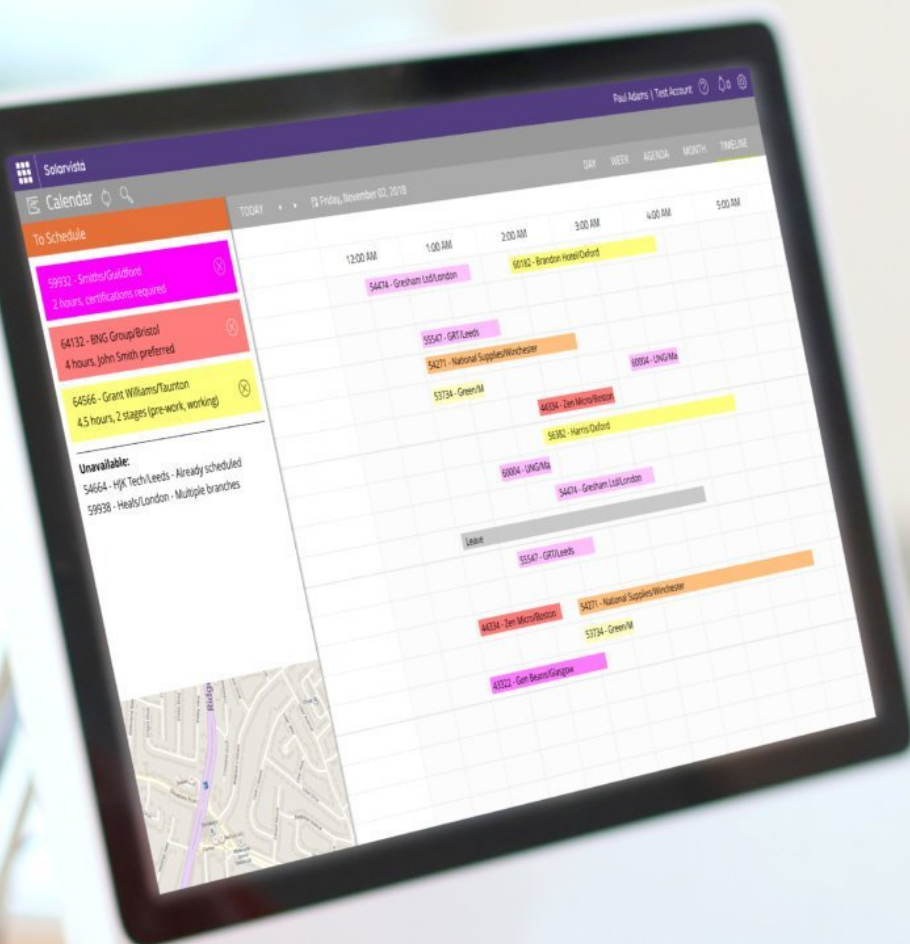 Solarvista
Paul Adams | Test Account
Calendar
TODAY
Friday, November 02, 2018
DAY WEEK AGENDA MONTH TIMELINE
To Schedule
59932 - Smiths/Guildford
2 hours, certifications required
64132 - BNG Group/Bristol
4 hours, John Smith preferred
64566 - Grant Williams/Taunton
4.5 hours, 2 stages (pre-work, working)
Unavailable:
54664 - HJK Tech/Leeds - Already scheduled
59938 - Heals/London - Multiple branches
12:00 AM 1:00 AM 2:00 AM 3:00 AM 4:00 AM 5:00 AM
54474 - Gresham Ltd/London
60182 - Brandon Hotel/Oxford
55547 - GRT/Leeds
54271 - National Supplies/Winchester
60004 - UNG/Ma
53734 - Green/M
44334 - Zen Micro/Boston
56382 - Harris/Oxford
60004 - UNG/Ma
54474 - Gresham Ltd/London
Leave
55547 - GRT/Leeds
54271 - National Supplies/Winchester
44334 - Zen Micro/Boston
53734 - Green/M
43322 - Gen Beans/Glasgow